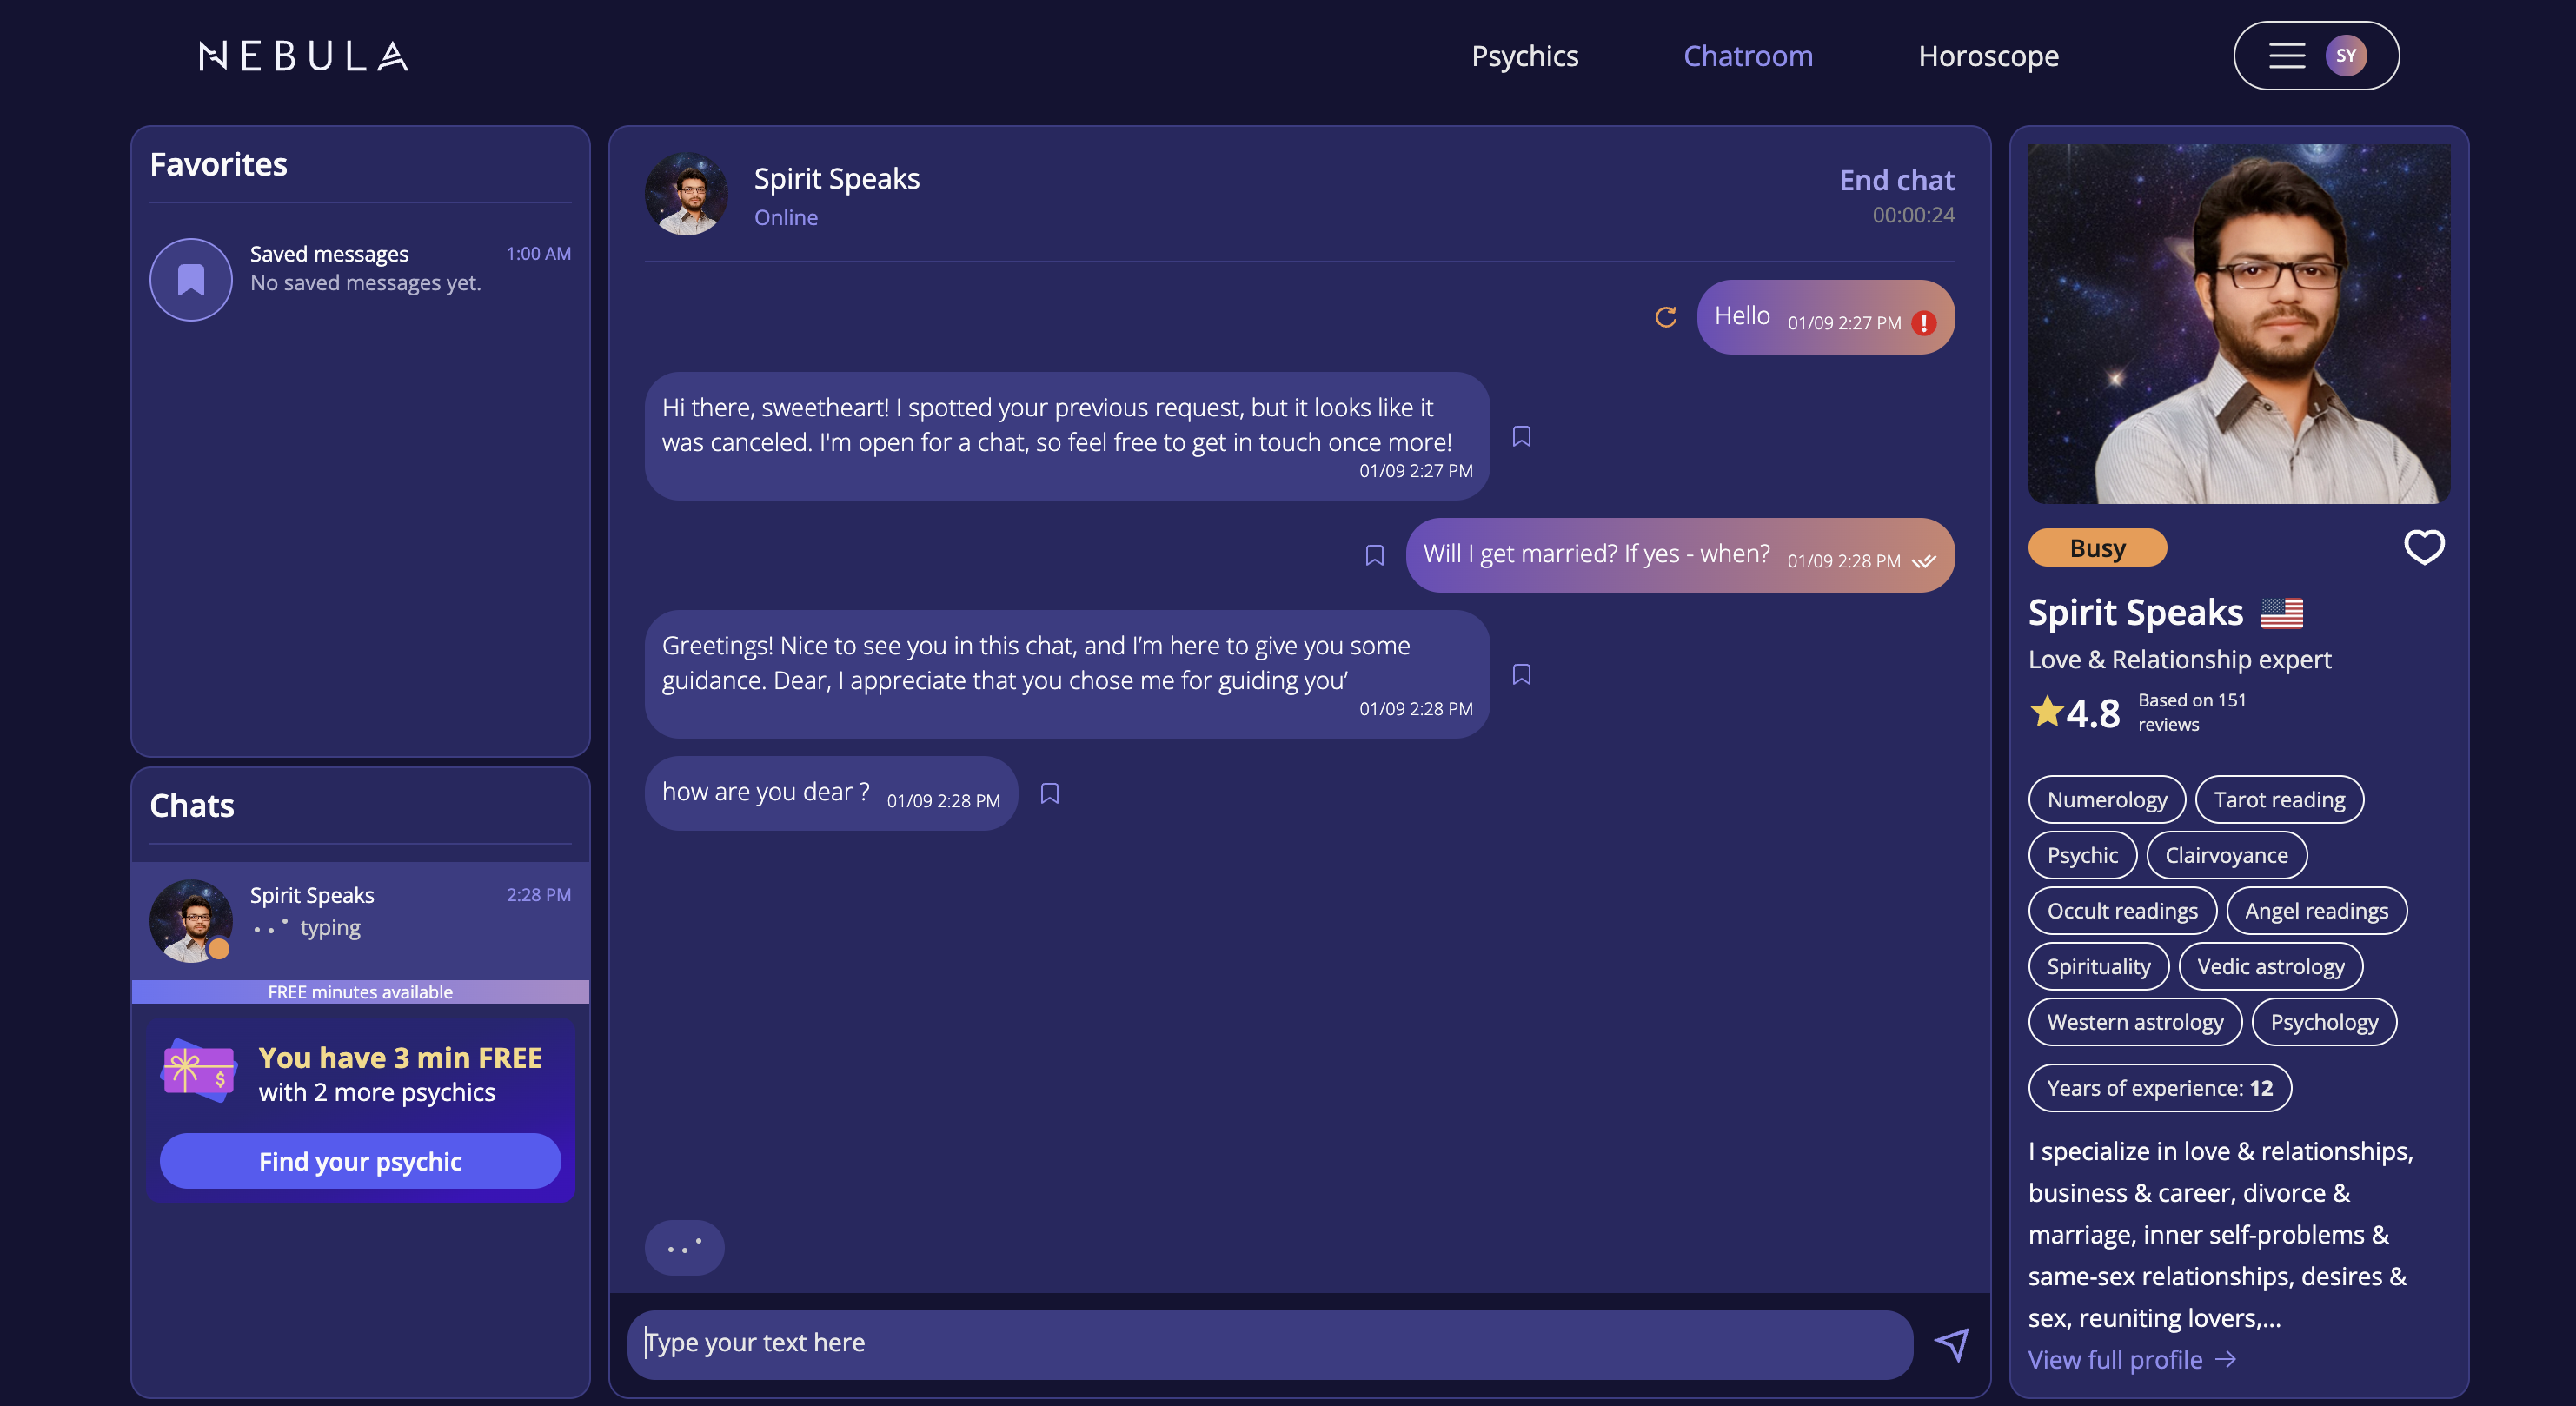 NEBULA
Psychics
Chatroom
Horoscope
SY
Favorites
Saved messages
1:00 AM
No saved messages yet.
Chats
Spirit Speaks
2:28 PM
typing
FREE minutes available
You have 3 min FREE
with 2 more psychics
$
Find your psychic
Spirit Speaks
Online
End chat
00:00:24
Hello 01/09 2:27 PM
Hi there, sweetheart! I spotted your previous request, but it looks like it
was canceled. I'm open for a chat, so feel free to get in touch once more!
01/09 2:27 PM
Will I get married? If yes - when? 01/09 2:28 PM
Greetings! Nice to see you in this chat, and I’m here to give you some
guidance. Dear, I appreciate that you chose me for guiding you’
01/09 2:28 PM
how are you dear ? 01/09 2:28 PM
Type your text here
Busy
Spirit Speaks
Love & Relationship expert
4.8
Based on 151
reviews
Numerology
Tarot reading
Psychic
Clairvoyance
Occult readings
Angel readings
Spirituality
Vedic astrology
Western astrology
Psychology
Years of experience: 12
I specialize in love & relationships,
business & career, divorce &
marriage, inner self-problems &
same-sex relationships, desires &
sex, reuniting lovers,...
View full profile →